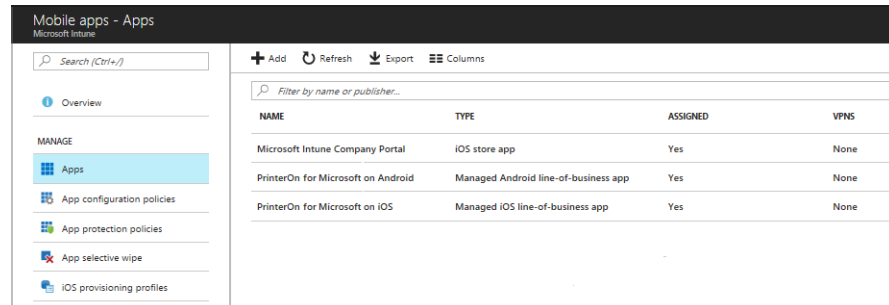 Mobile apps - Apps
Microsoft Intune
Search (Ctrl+/)
Overview
MANAGE
Apps
App configuration policies
App protection policies
App selective wipe
iOS provisioning profiles
Add Refresh Export Columns
Filter by name or publisher...
NAME TYPE ASSIGNED VPNS
Microsoft Intune Company Portal iOS store app Yes None
PrinterOn for Microsoft on Android Managed Android line-of-business app Yes None
PrinterOn for Microsoft on iOS Managed iOS line-of-business app Yes None